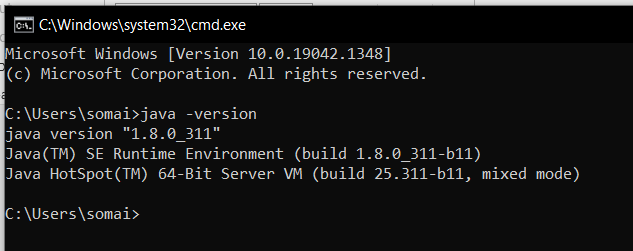 C:\Windows\system32\cmd.exe
Microsoft Windows [Version 10.0.19042.1348]
(c) Microsoft Corporation. All rights reserved.
C:\Users\somai>java -version
java version "1.8.0_311"
Java(TM) SE Runtime Environment (build 1.8.0_311-b11)
Java HotSpot(TM) 64-Bit Server VM (build 25.311-b11, mixed mode)
C:\Users\somai>